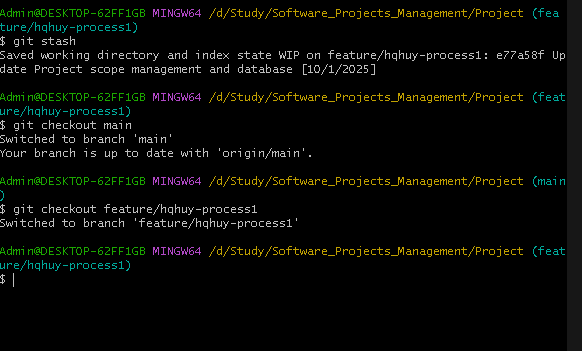 Admin@DESKTOP-62FF1GB MINGW64 /d/Study/Software_Projects_Management/Project (fea
ture/hqhuy-process1)
$ git stash
Saved working directory and index state WIP on feature/hqhuy-process1: e77a58f Up
date Project scope management and database [10/1/2025]
Admin@DESKTOP-62FF1GB MINGW64 /d/Study/Software_Projects_Management/Project (feat
ure/hqhuy-process1)
$ git checkout main
Switched to branch 'main'
Your branch is up to date with 'origin/main'.
Admin@DESKTOP-62FF1GB MINGW64 /d/Study/Software_Projects_Management/Project (main
)
$ git checkout feature/hqhuy-process1
Switched to branch 'feature/hqhuy-process1'
Admin@DESKTOP-62FF1GB MINGW64 /d/Study/Software_Projects_Management/Project (feat
ure/hqhuy-process1)
$